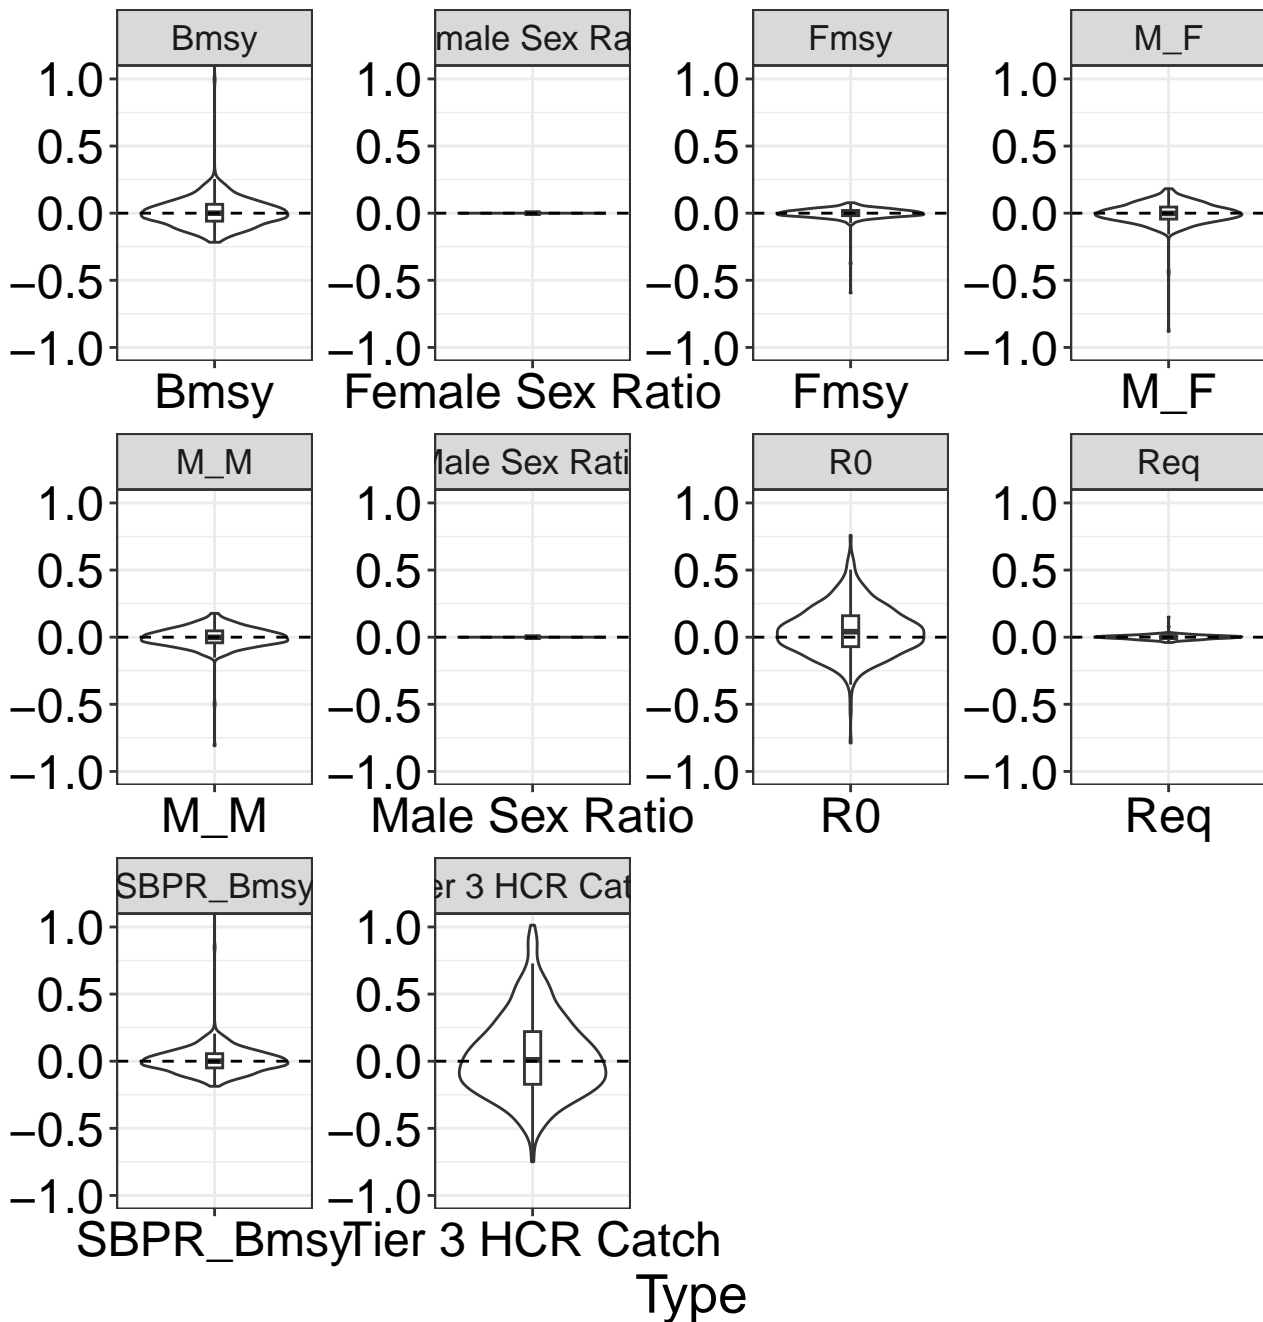 Bmsy
male Sex Ra
Fmsy
M_F
1.0
0.5
0.0
−0.5
−1.0
1.0
0.5
0.0
−0.5
−1.0
1.0
0.5
0.0
−0.5
−1.0
1.0
0.5
0.0
−0.5
−1.0
Bmsy
Female Sex Ratio
Fmsy
M_F
M_M
Male Sex Rati
R0
Req
1.0
0.5
0.0
−0.5
−1.0
1.0
0.5
0.0
−0.5
−1.0
1.0
0.5
0.0
−0.5
−1.0
1.0
0.5
0.0
−0.5
−1.0
M_M
Male Sex Ratio
R0
Req
SBPR_Bmsy
er 3 HCR Cat
1.0
0.5
0.0
−0.5
−1.0
1.0
0.5
0.0
−0.5
−1.0
SBPR_Bmsy
Tier 3 HCR Catch
Type